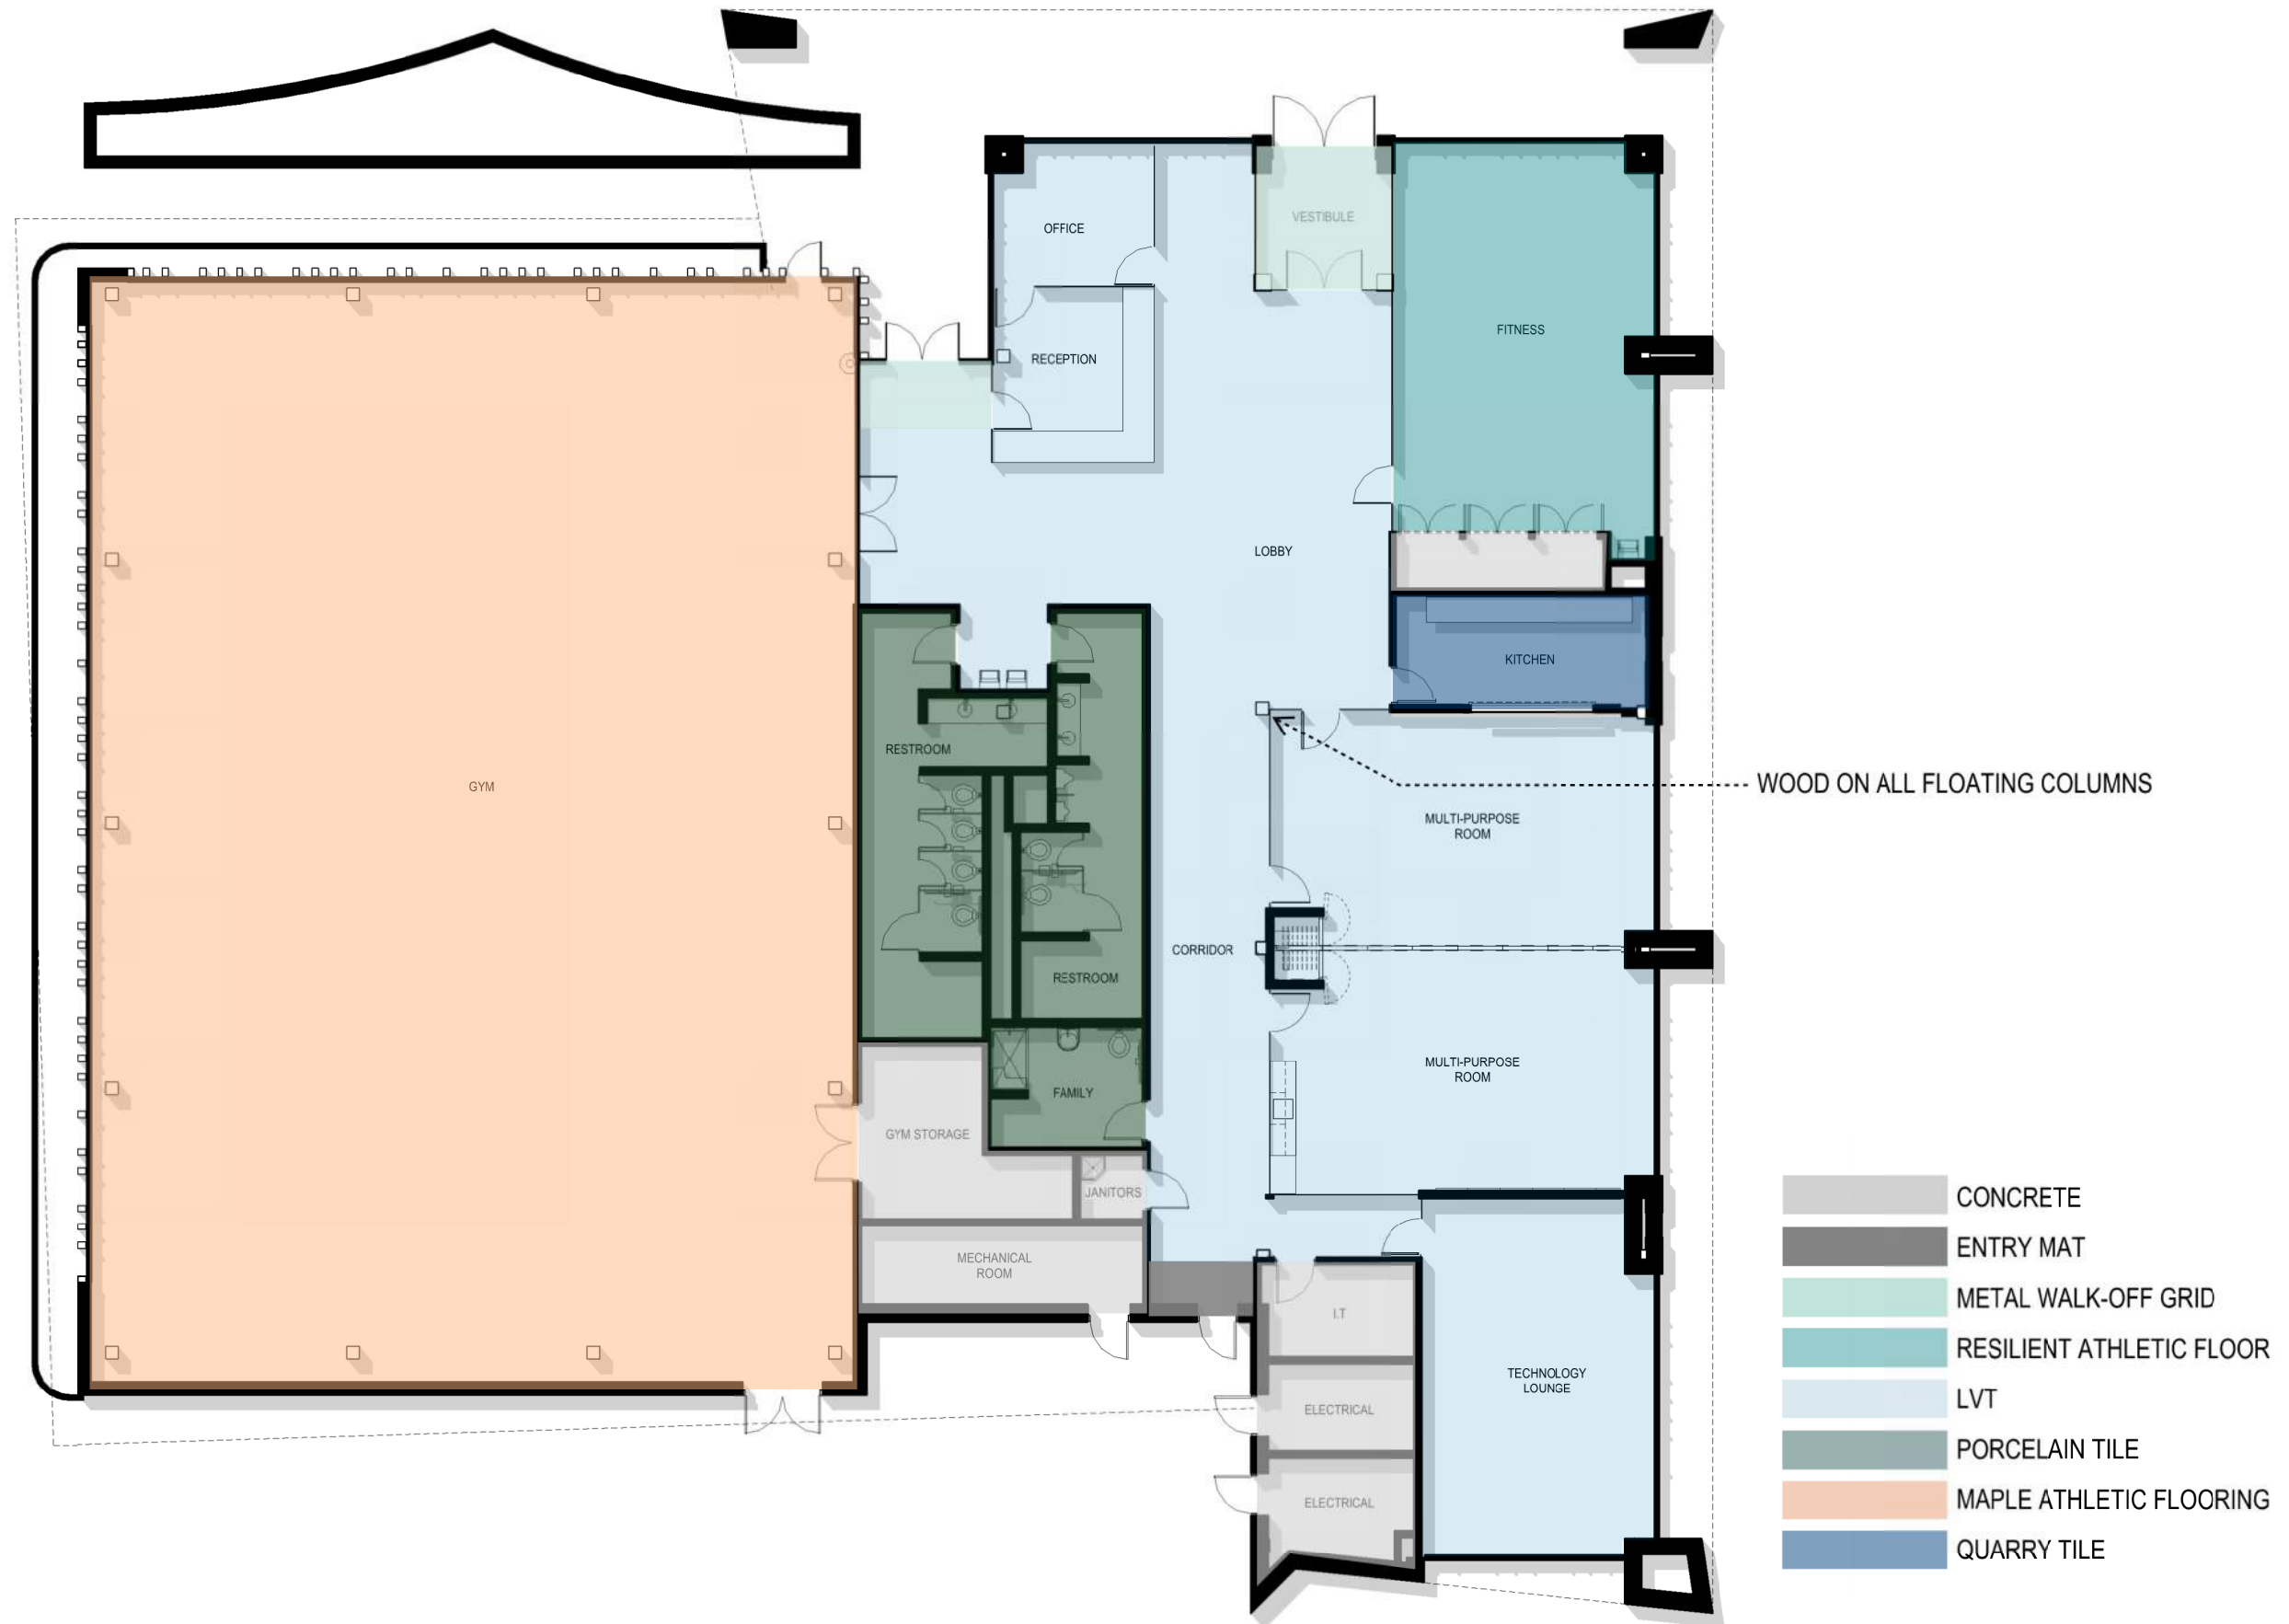 VESTIBULE
OFFICE
FITNESS
RECEPTION
LOBBY
KITCHEN
RESTROOM
GYM
WOOD ON ALL FLOATING COLUMNS
MULTI-PURPOSE
ROOM
CORRIDOR
RESTROOM
MULTI-PURPOSE
ROOM
FAMILY
GYM STORAGE
JANITORS
MECHANICAL
ROOM
I.T
TECHNOLOGY
LOUNGE
ELECTRICAL
ELECTRICAL
CONCRETE
ENTRY MAT
METAL WALK-OFF GRID
RESILIENT ATHLETIC FLOOR
LVT
PORCELAIN TILE
MAPLE ATHLETIC FLOORING
QUARRY TILE